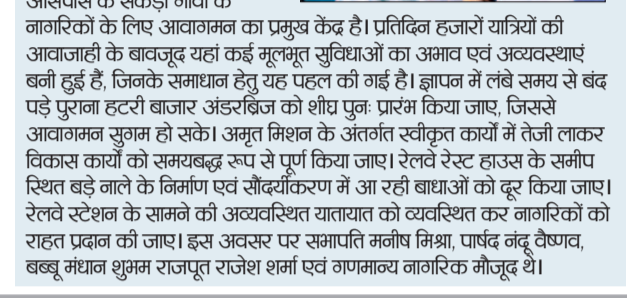 आसपास के सैकड़ों गांवों के
नागरिकों के लिए आवागमन का प्रमुख केंद्र है। प्रतिदिन हजारों यात्रियों की
आवाजाही के बावजूद यहां कई मूलभूत सुविधाओं का अभाव एवं अव्यवस्थाएं
बनी हुई हैं, जिनके समाधान हेतु यह पहल की गई है। ज्ञापन में लंबे समय से बंद
पड़े पुराना हटरी बाजार अंडरब्रिज को शीघ्र पुनः प्रारंभ किया जाए, जिससे
आवागमन सुगम हो सके। अमृत मिशन के अंतर्गत स्वीकृत कार्यों में तेजी लाकर
विकास कार्यों को समयबद्ध रूप से पूर्ण किया जाए। रेलवे रेस्ट हाउस के समीप
स्थित बड़े नाले के निर्माण एवं सौंदर्यीकरण में आ रही बाधाओं को दूर किया जाए।
रेलवे स्टेशन के सामने की अव्यवस्थित यातायात को व्यवस्थित कर नागरिकों को
राहत प्रदान की जाए। इस अवसर पर सभापति मनीष मिश्रा, पार्षद नंदू वैष्णव,
बब्बू मंधान शुभम राजपूत राजेश शर्मा एवं गणमान्य नागरिक मौजूद थे।